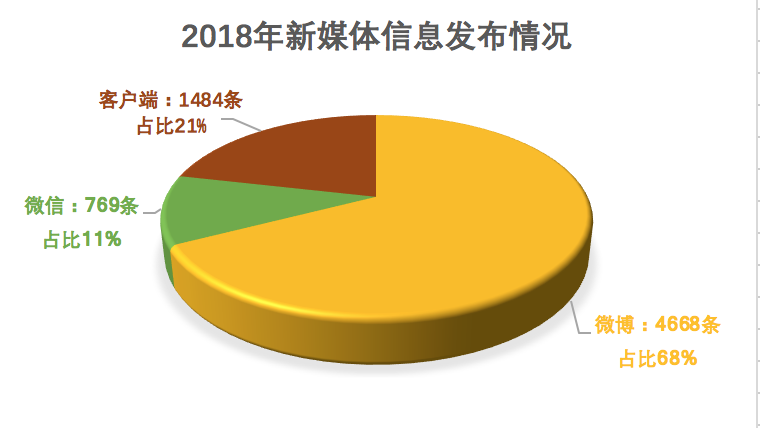 2018年新媒体信息发布情况
客户端：1484条
占比21%
微信：769条
占比11%
微博：4668条
占比68%